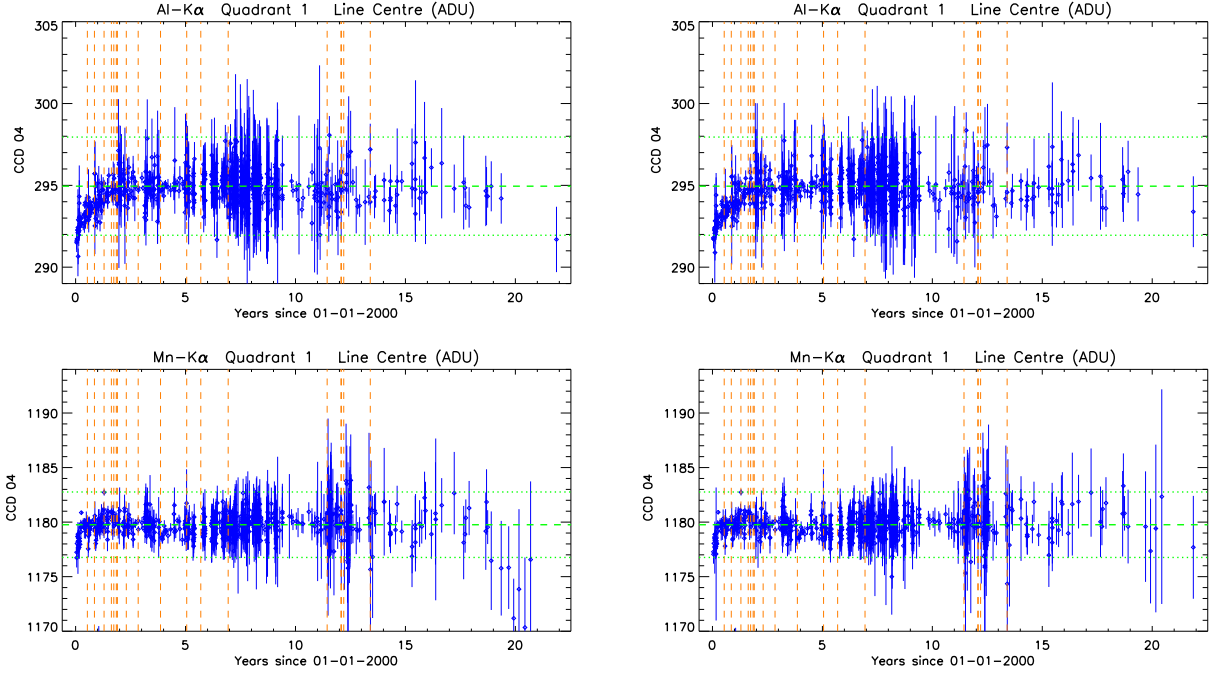 Al-Kα Quadrant 1 Line Centre (ADU)
305
300
295
290
CCD 04
0 5 10 15 20
Years since 01-01-2000
Al-Kα Quadrant 1 Line Centre (ADU)
305
300
295
290
CCD 04
0 5 10 15 20
Years since 01-01-2000
Mn-Kα Quadrant 1 Line Centre (ADU)
1190
1185
1180
1175
1170
CCD 04
0 5 10 15 20
Years since 01-01-2000
Mn-Kα Quadrant 1 Line Centre (ADU)
1190
1185
1180
1175
1170
CCD 04
0 5 10 15 20
Years since 01-01-2000